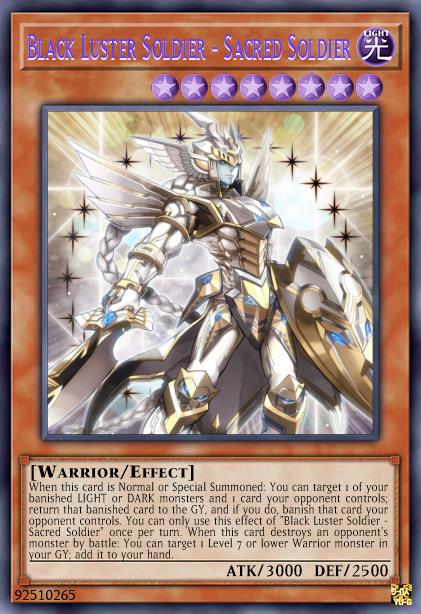 Black Luster Soldier - Sacred Soldier
LIGHT
光
[Warrior/Effect]
When this card is Normal or Special Summoned: You can target 1 of your
banished LIGHT or DARK monsters and 1 card your opponent controls;
return that banished card to the GY, and if you do, banish that card your
opponent controls. You can only use this effect of "Black Luster Soldier -
Sacred Soldier" once per turn. When this card destroys an opponent's
monster by battle: You can target 1 Level 7 or lower Warrior monster in
your GY; add it to your hand.
ATK/3000 DEF/2500
92510265